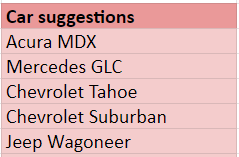 Car suggestions
Acura MDX
Mercedes GLC
Chevrolet Tahoe
Chevrolet Suburban
Jeep Wagoneer